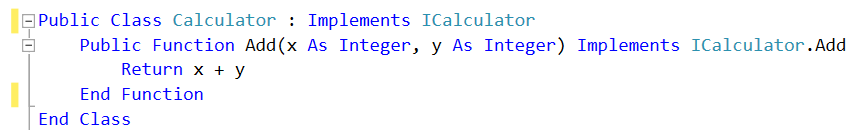 Public Class Calculator : Implements ICalculator
    Public Function Add(x As Integer, y As Integer) Implements ICalculator.Add
        Return x + y
    End Function
End Class